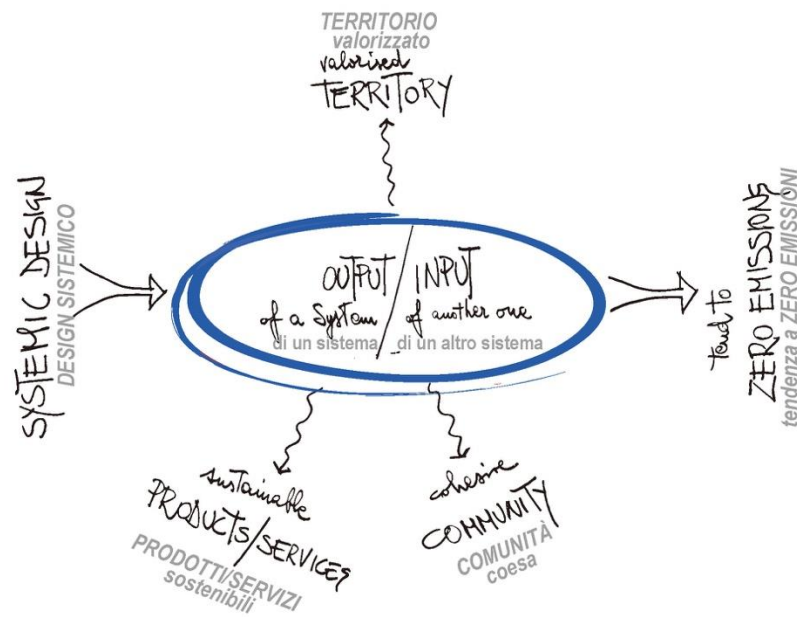 TERRITORIO
valorizzato
valorised
TERRITORY
SYSTEMIC DESIGN
DESIGN SISTEMICO
OUTPUT / INPUT
of a System / of another one
di un sistema di un altro sistema
tend to
ZERO EMISSIONS
tendenza a ZERO EMISSIONI
sustainable
PRODUCTS/SERVICES
PRODOTTI/SERVIZI
sostenibili
cohesive
COMMUNITY
COMUNITÀ
coesa